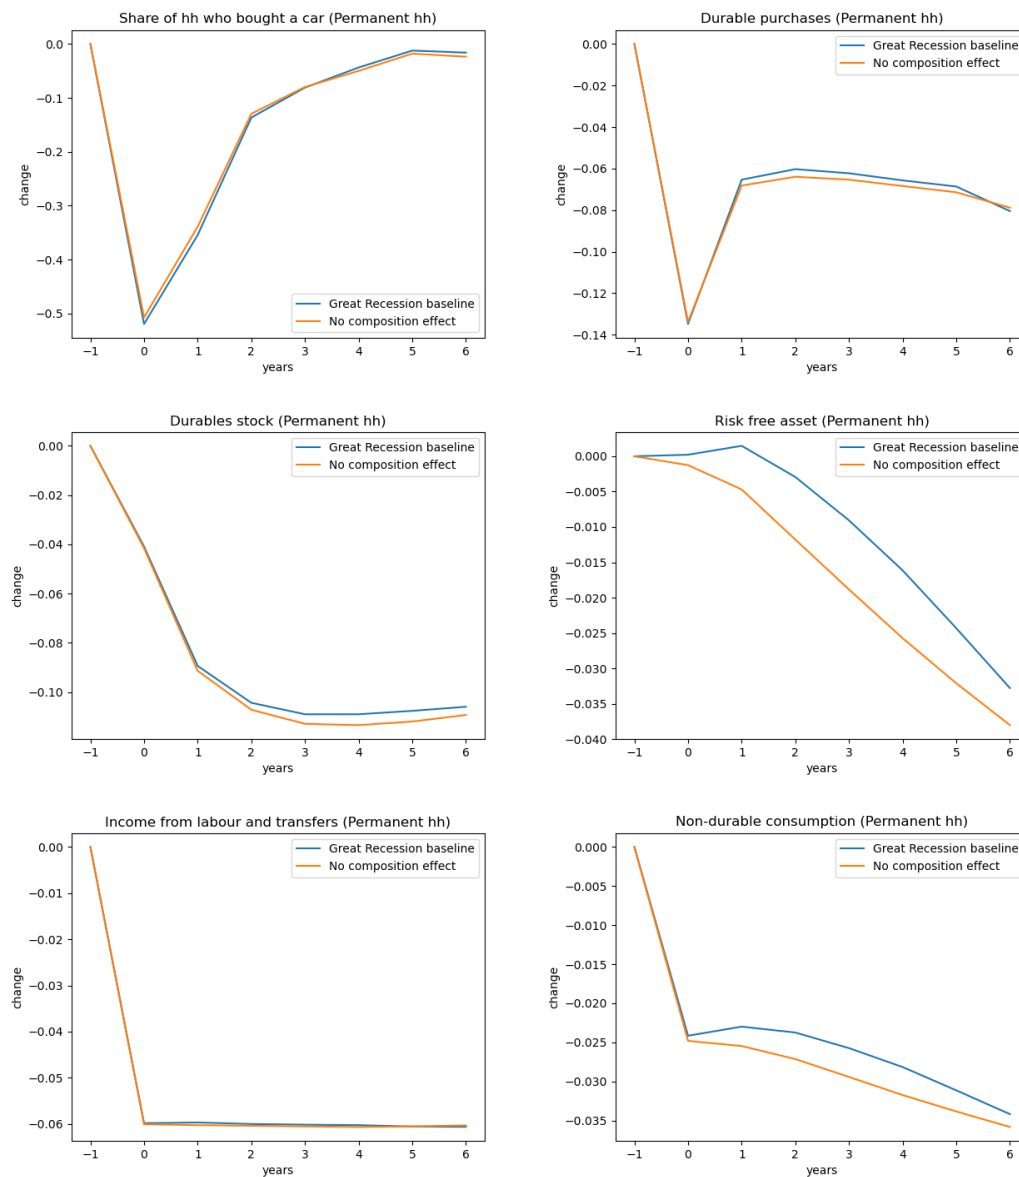 Share of hh who bought a car (Permanent hh)
0.0
−0.1
−0.2
−0.3
−0.4
−0.5
change
Great Recession baseline
No composition effect
−1 0 1 2 3 4 5 6
years
Durable purchases (Permanent hh)
0.00
−0.02
−0.04
−0.06
−0.08
−0.10
−0.12
−0.14
change
Great Recession baseline
No composition effect
−1 0 1 2 3 4 5 6
years
Durables stock (Permanent hh)
0.00
−0.02
−0.04
−0.06
−0.08
−0.10
change
Great Recession baseline
No composition effect
−1 0 1 2 3 4 5 6
years
Risk free asset (Permanent hh)
0.000
−0.005
−0.010
−0.015
−0.020
−0.025
−0.030
−0.035
−0.040
change
Great Recession baseline
No composition effect
−1 0 1 2 3 4 5 6
years
Income from labour and transfers (Permanent hh)
0.00
−0.01
−0.02
−0.03
−0.04
−0.05
−0.06
change
Great Recession baseline
No composition effect
−1 0 1 2 3 4 5 6
years
Non-durable consumption (Permanent hh)
0.000
−0.005
−0.010
−0.015
−0.020
−0.025
−0.030
−0.035
change
Great Recession baseline
No composition effect
−1 0 1 2 3 4 5 6
years